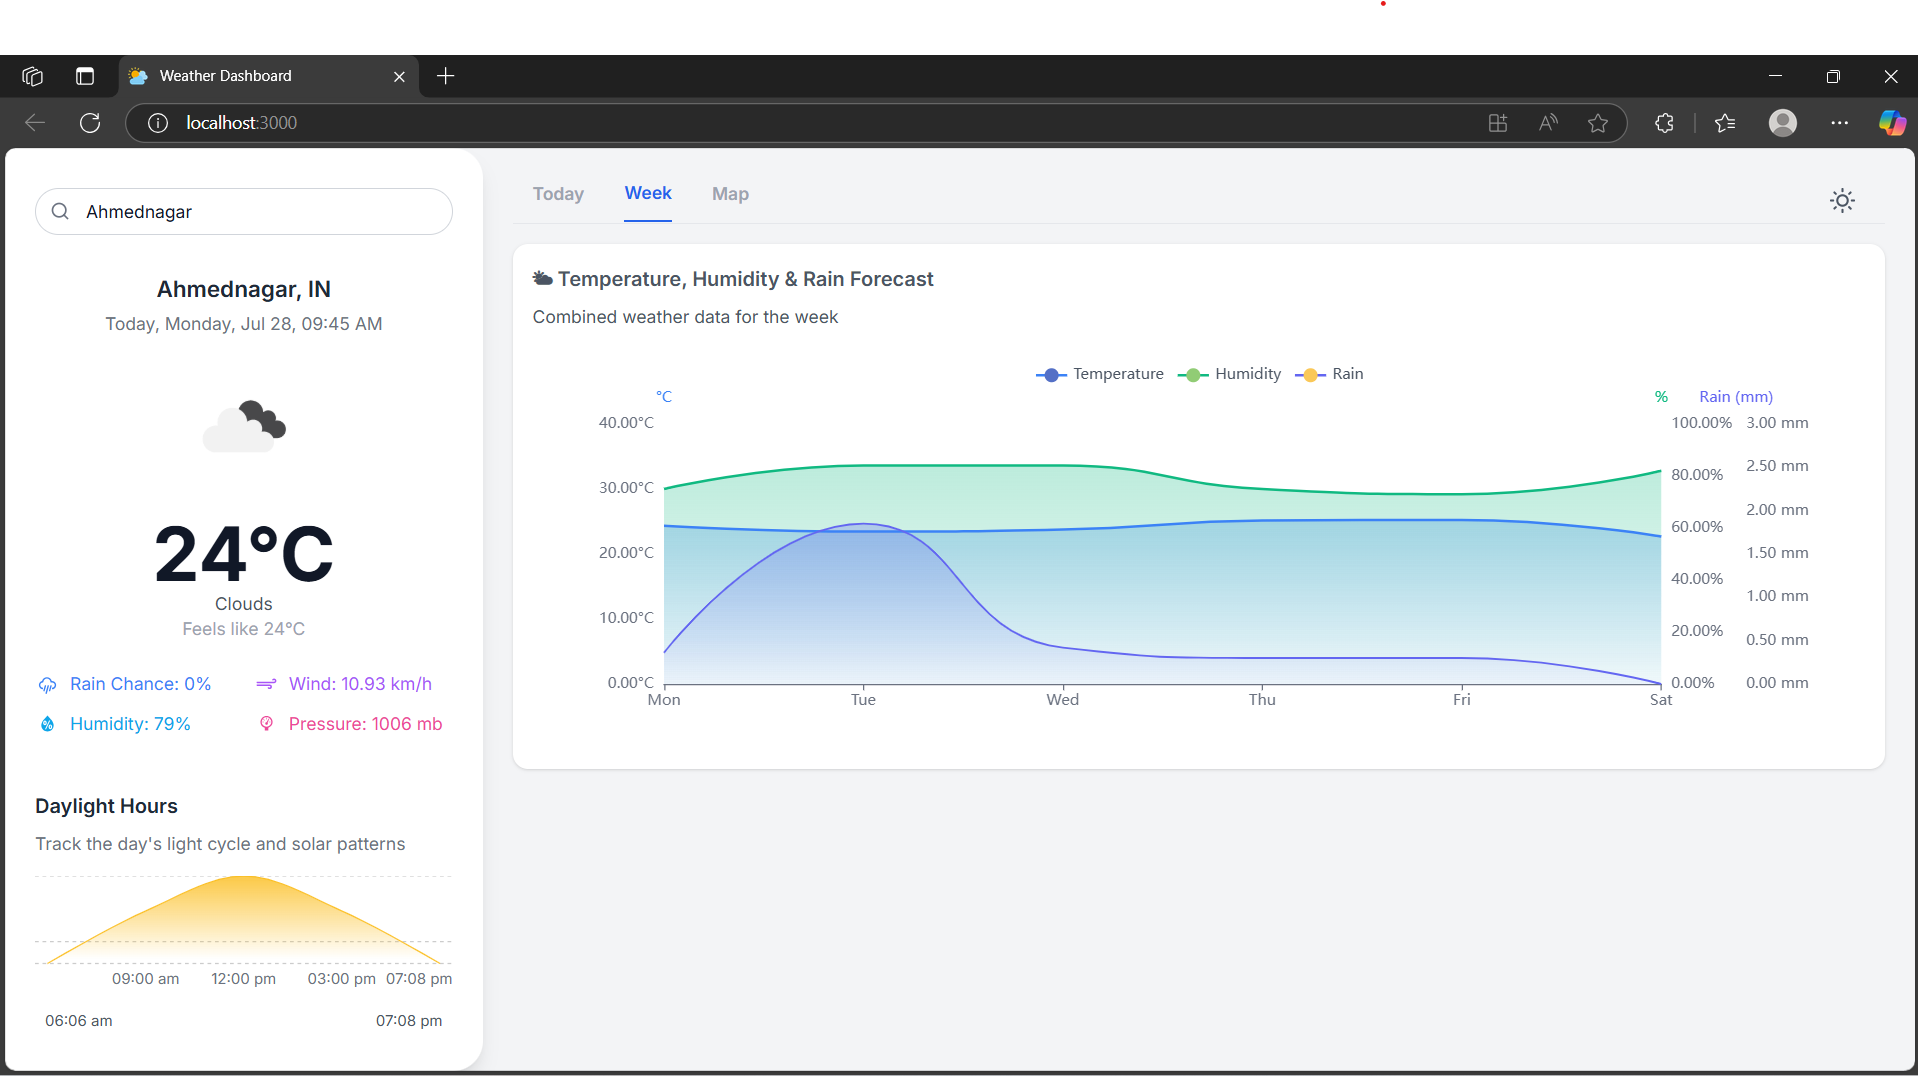 Weather Dashboard
localhost:3000
Ahmednagar
Ahmednagar, IN
Today, Monday, Jul 28, 09:45 AM
24°C
Clouds
Feels like 24°C
Rain Chance: 0%
Wind: 10.93 km/h
Humidity: 79%
Pressure: 1006 mb
Daylight Hours
Track the day's light cycle and solar patterns
09:00 am 12:00 pm 03:00 pm 07:08 pm
06:06 am 07:08 pm
Today Week Map
Temperature, Humidity & Rain Forecast
Combined weather data for the week
Temperature Humidity Rain
°C % Rain (mm)
40.00°C
30.00°C
20.00°C
10.00°C
0.00°C
100.00%
80.00%
60.00%
40.00%
20.00%
0.00%
3.00 mm
2.50 mm
2.00 mm
1.50 mm
1.00 mm
0.50 mm
0.00 mm
Mon Tue Wed Thu Fri Sat